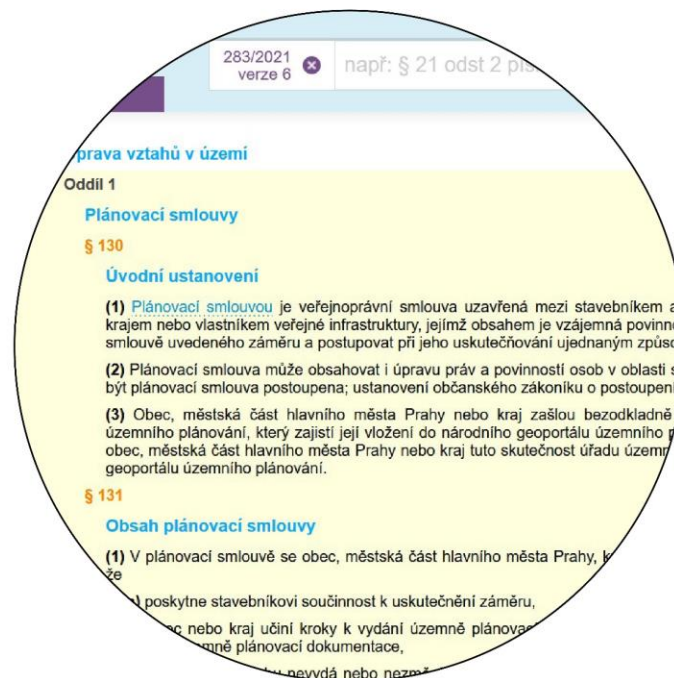 283/2021
verze 6
např: § 21 odst 2 pís
prava vztahů v území
Oddíl 1
Plánovací smlouvy
§ 130
Úvodní ustanovení
(1) Plánovací smlouvou je veřejnoprávní smlouva uzavřená mezi stavebníkem a
krajem nebo vlastníkem veřejné infrastruktury, jejímž obsahem je vzájemná povinn
smlouvě uvedeného záměru a postupovat při jeho uskutečňování ujednaným způso
(2) Plánovací smlouva může obsahovat i úpravu práv a povinností osob v oblasti s
být plánovací smlouva postoupena; ustanovení občanského zákoníku o postoupení
(3) Obec, městská část hlavního města Prahy nebo kraj zašlou bezodkladně
územního plánování, který zajistí její vložení do národního geoportálu územního
obec, městská část hlavního města Prahy nebo kraj tuto skutečnost úřadu územn
geoportálu územního plánování.
§ 131
Obsah plánovací smlouvy
(1) V plánovací smlouvě se obec, městská část hlavního města Prahy, k
že
) poskytne stavebníkovi součinnost k uskutečnění záměru,
ec nebo kraj učiní kroky k vydání územně plánovac
mně plánovací dokumentace,
nevydá nebo nezmě